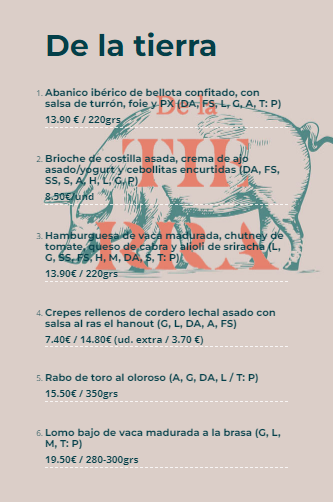 De la tierra
1. Abanico ibérico de bellota confitado, con
salsa de turrón, foie y PX (DA, FS, L, G, A, T: P)
13.90 € / 220grs
De la
TIE
RRA
2. Brioche de costilla asada, crema de ajo
asado/yogurt y cebollitas encurtidas (DA, FS,
SS, S, A, H, L, G, P)
8.50€/und
3. Hamburguesa de vaca madurada, chutney de
tomate, queso de cabra y alioli de sriracha (L,
G, SS, FS, H, M, DA, S, T: P)
13.90€ / 220grs
4. Crepes rellenos de cordero lechal asado con
salsa al ras el hanout (G, L, DA, A, FS)
7.40€ / 14.80€ (ud. extra / 3.70 €)
5. Rabo de toro al oloroso (A, G, DA, L / T: P)
15.50€ / 350grs
6. Lomo bajo de vaca madurada a la brasa (G, L,
M, T: P)
19.50€ / 280-300grs